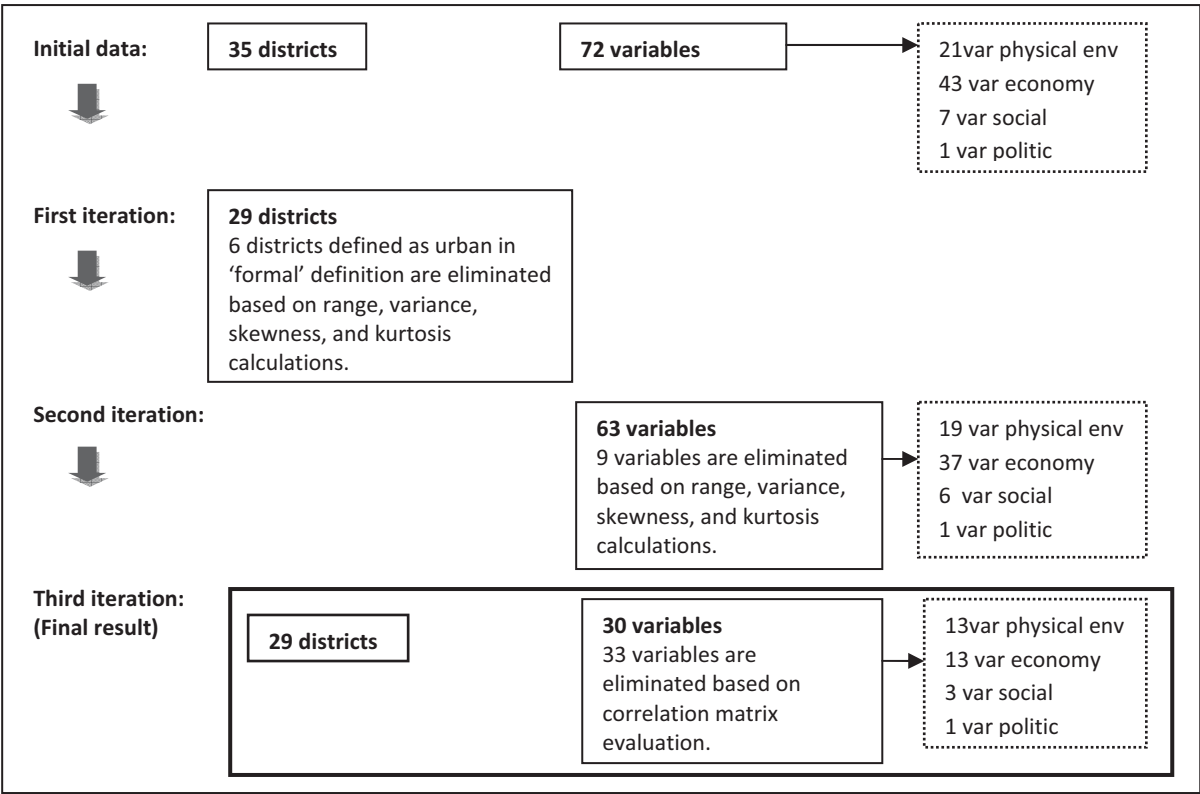 Initial data:
35 districts
72 variables
21var physical env
43 var economy
7 var social
1 var politic
First iteration:
29 districts
6 districts defined as urban in
‘formal’ definition are eliminated
based on range, variance,
skewness, and kurtosis
calculations.
Second iteration:
63 variables
9 variables are eliminated
based on range, variance,
skewness, and kurtosis
calculations.
19 var physical env
37 var economy
6 var social
1 var politic
Third iteration:
(Final result)
29 districts
30 variables
33 variables are
eliminated based on
correlation matrix
evaluation.
13var physical env
13 var economy
3 var social
1 var politic